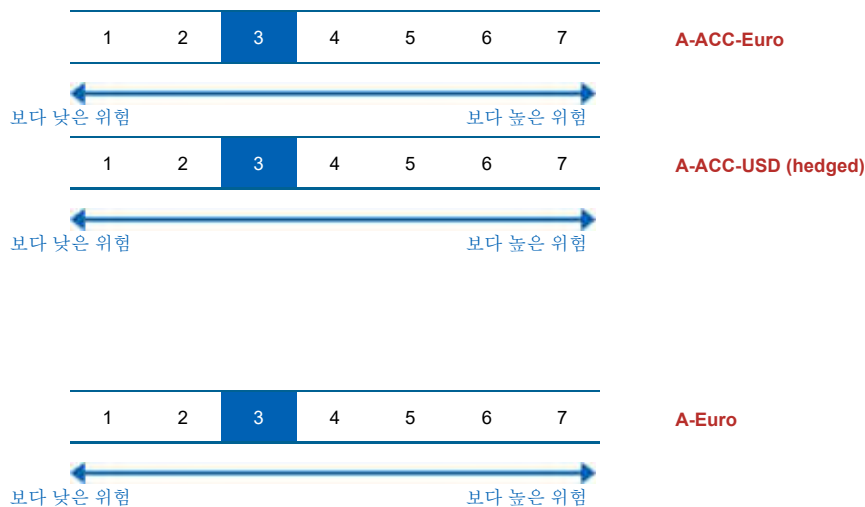 1 2 3 4 5 6 7 A-ACC-Euro
보다 낮은 위험 보다 높은 위험
1 2 3 4 5 6 7 A-ACC-USD (hedged)
보다 낮은 위험 보다 높은 위험
1 2 3 4 5 6 7 A-Euro
보다 낮은 위험 보다 높은 위험